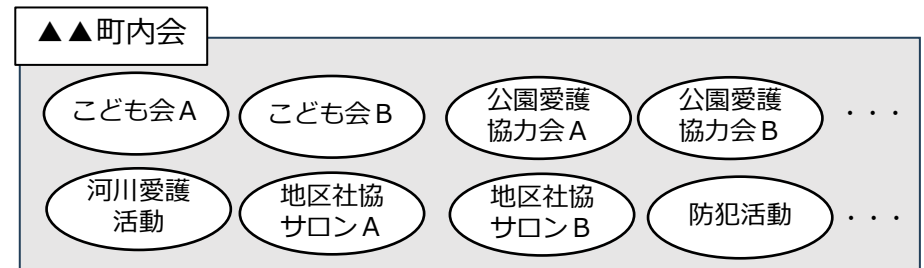 ▲▲町内会
こども会A
こども会B
公園愛護
協力会A
公園愛護
協力会B
・・・
河川愛護
活動
地区社協
サロンA
地区社協
サロンB
防犯活動
・・・